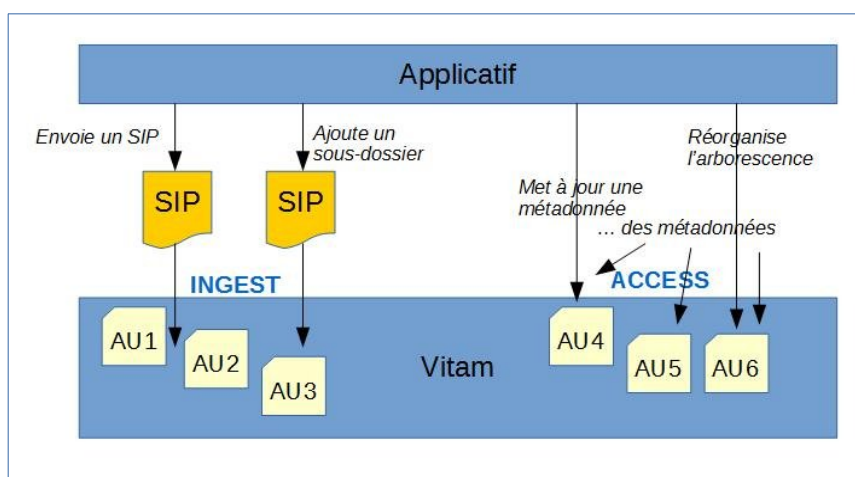 Applicatif
Envoie un SIP
Ajoute un
sous-dossier
Réorganise
l'arborescence
SIP
SIP
Met à jour une
métadonnée
... des métadonnées
INGEST
ACCESS
AU1
AU2
AU3
Vitam
AU4
AU5
AU6